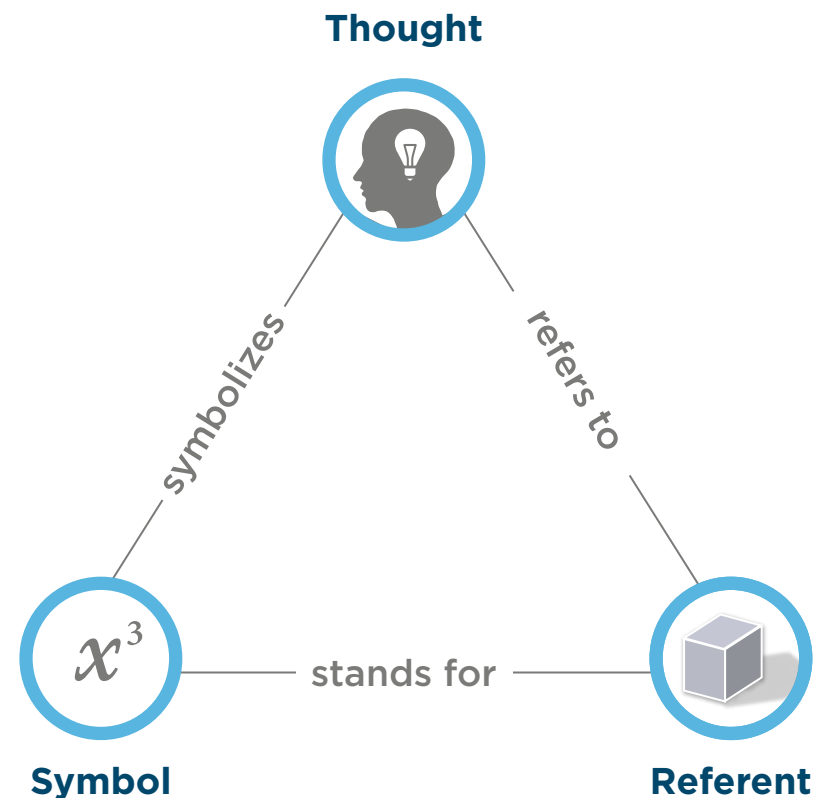 Thought
symbolizes
refers to
x³
stands for
Symbol
Referent